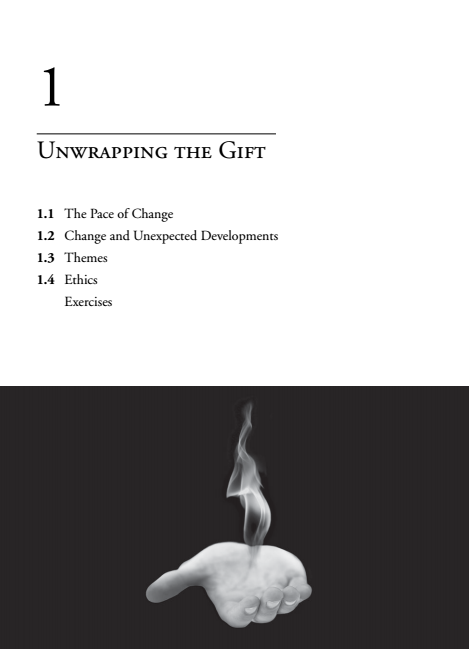 1
Unwrapping the Gift
1.1 The Pace of Change
1.2 Change and Unexpected Developments
1.3 Themes
1.4 Ethics
Exercises